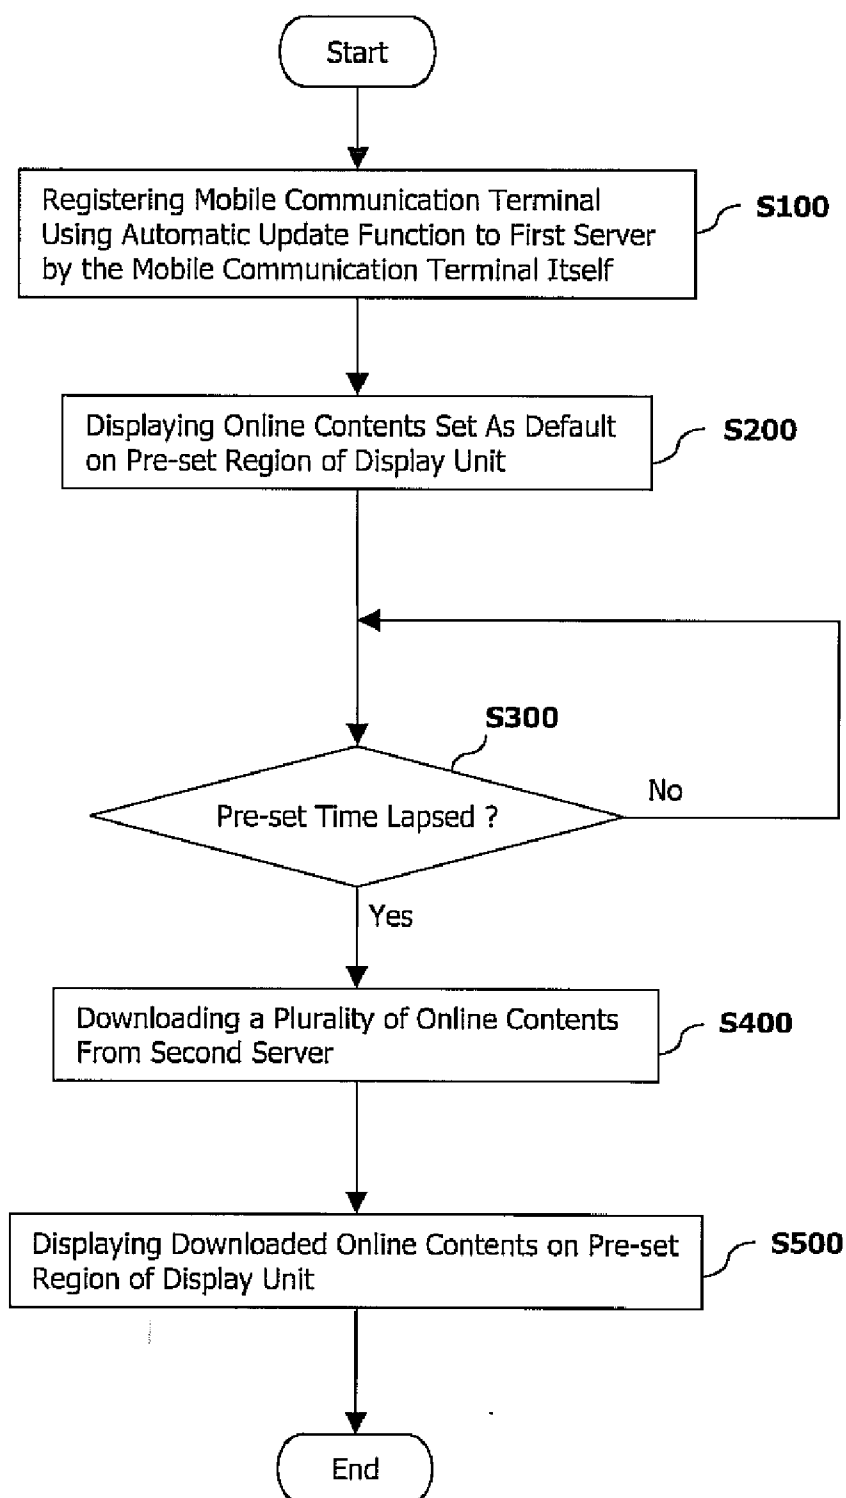 Start
Registering Mobile Communication Terminal
Using Automatic Update Function to First Server
by the Mobile Communication Terminal Itself
S100
Displaying Online Contents Set As Default
on Pre-set Region of Display Unit
S200
S300
Pre-set Time Lapsed ?
No
Yes
Downloading a Plurality of Online Contents
From Second Server
S400
Displaying Downloaded Online Contents on Pre-set
Region of Display Unit
S500
End